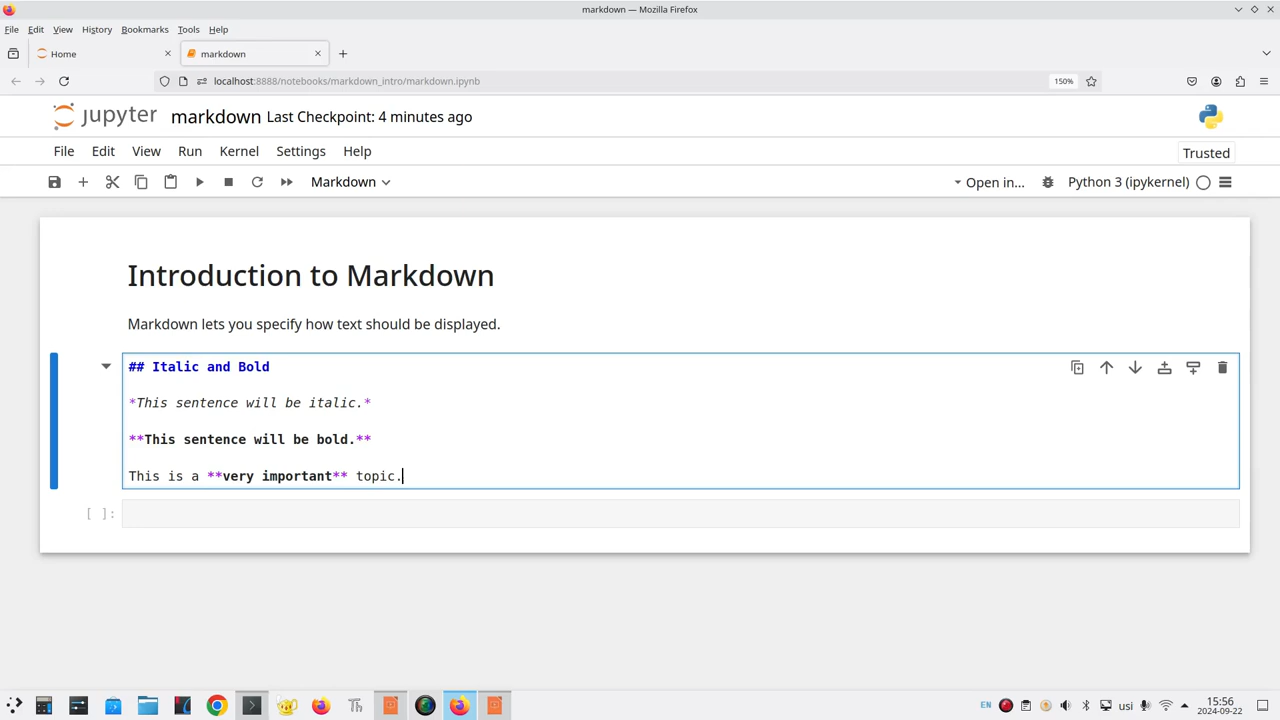 markdown — Mozilla Firefox
File Edit View History Bookmarks Tools Help
Home markdown
localhost:8888/notebooks/markdown_intro/markdown.ipynb 150%
jupyter markdown Last Checkpoint: 4 minutes ago
File Edit View Run Kernel Settings Help Trusted
Markdown Open in... Python 3 (ipykernel)
Introduction to Markdown
Markdown lets you specify how text should be displayed.
## Italic and Bold
*This sentence will be italic.*
**This sentence will be bold.**
This is a **very important** topic.
[ ]:
EN usi 15:56
2024-09-22